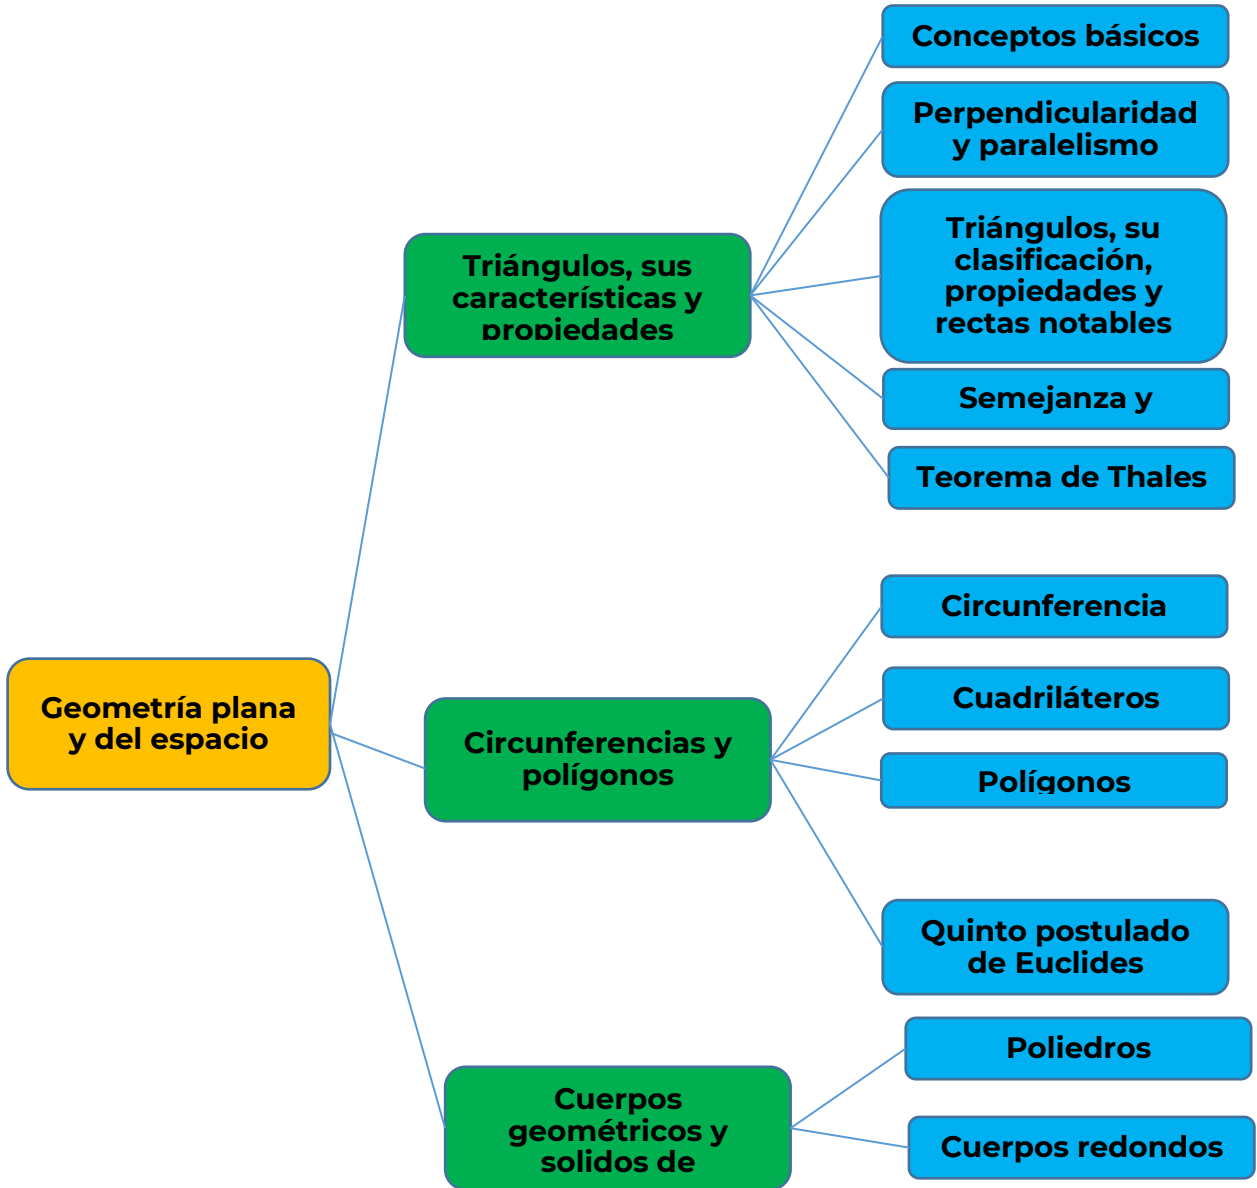 Conceptos básicos
Perpendicularidad
y paralelismo
Triángulos, su
clasificación,
propiedades y
rectas notables
Triángulos, sus
características y
propiedades
Semejanza y
Teorema de Thales
Circunferencia
Cuadriláteros
Geometría plana
y del espacio
Circunferencias y
polígonos
Polígonos
Quinto postulado
de Euclides
Poliedros
Cuerpos
geométricos y
solidos de
Cuerpos redondos